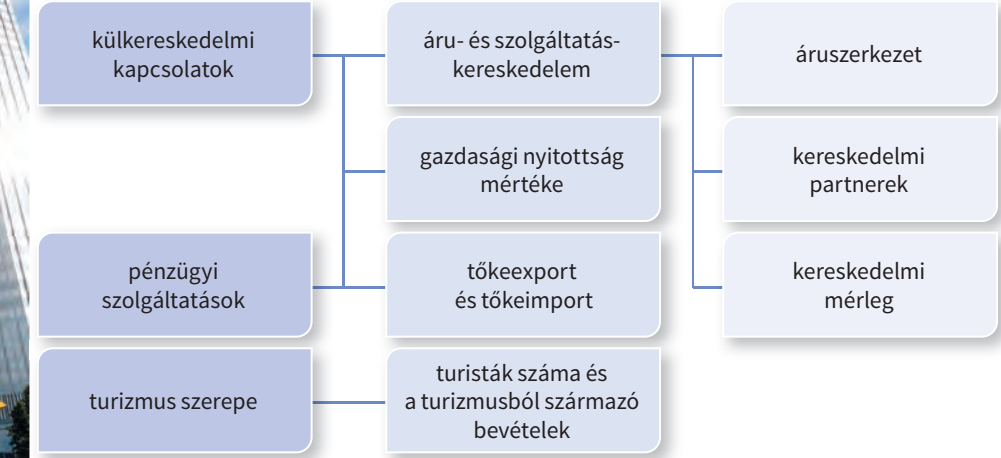 külkereskedelmi
kapcsolatok
áru- és szolgáltatás-
kereskedelem
áruszerkezet
gazdasági nyitottság
mértéke
kereskedelmi
partnerek
pénzügyi
szolgáltatások
tőkeexport
és tőkeimport
kereskedelmi
mérleg
turizmus szerepe
turisták száma és
a turizmusból származó
bevételek